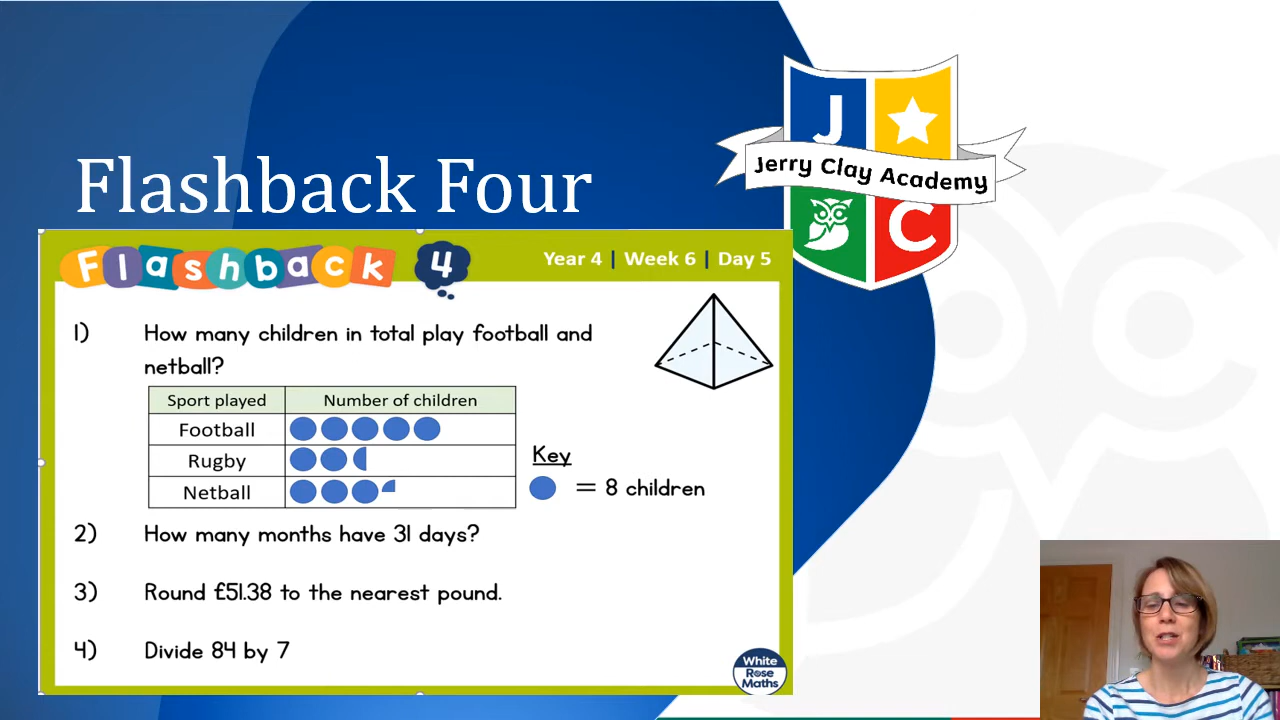 J
Jerry Clay Academy
C
Flashback Four
Flashback 4
Year 4 | Week 6 | Day 5
1) How many children in total play football and
netball?
Sport played Number of children
Football
Rugby
Netball
Key
= 8 children
2) How many months have 31 days?
3) Round £51.38 to the nearest pound.
4) Divide 84 by 7
White
Rose
Maths